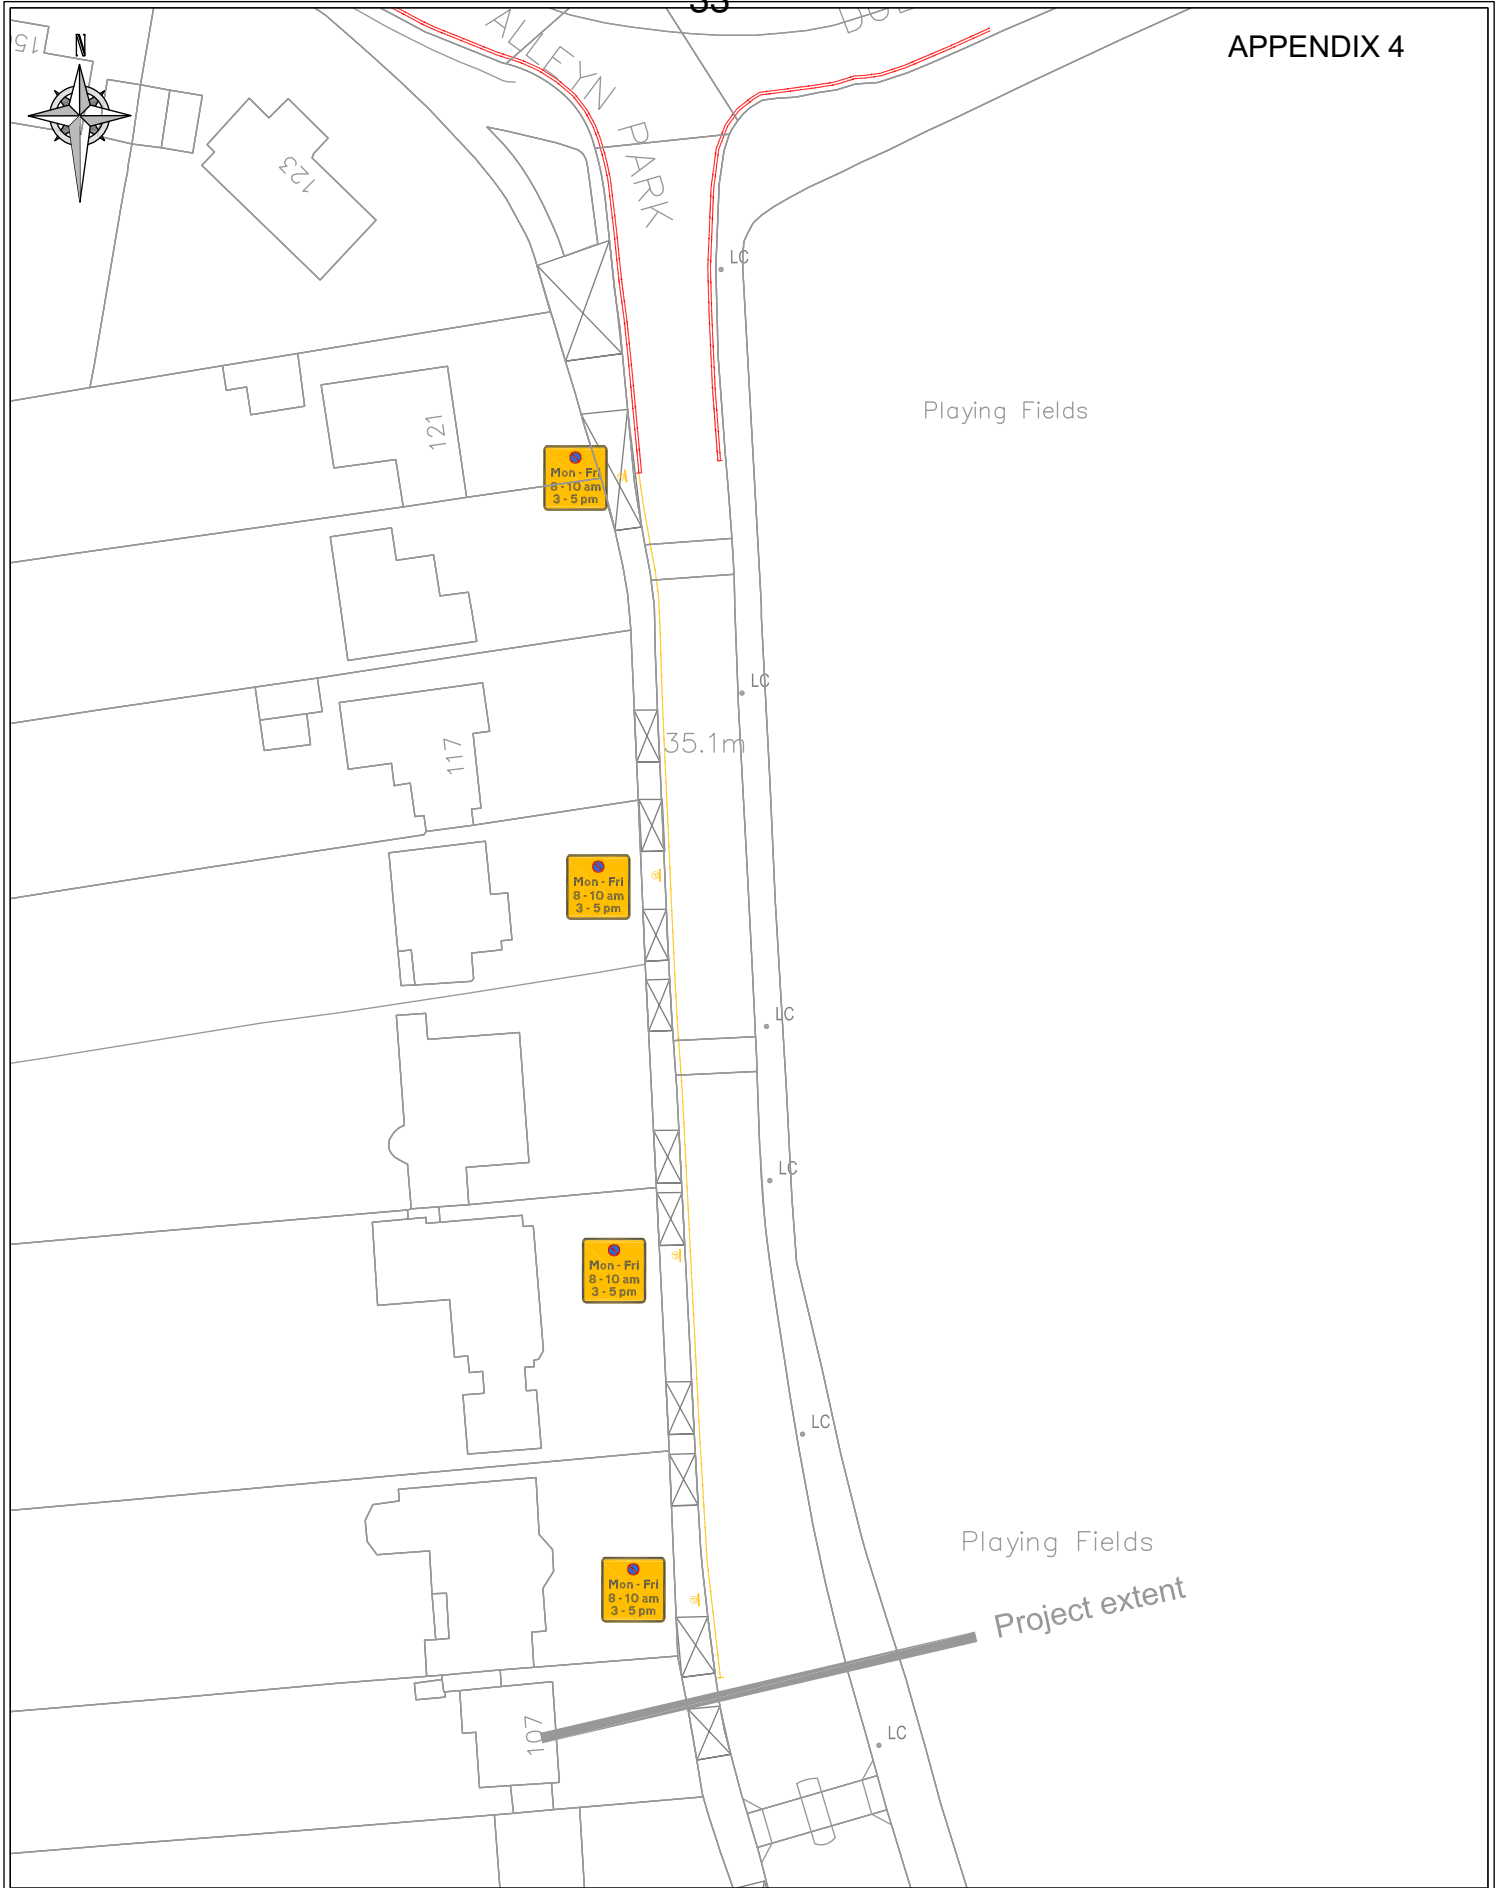 APPENDIX 4
N
ALLEYN PARK
123
LC
121
Playing Fields
Mon - Fri
8 - 10 am
3 - 5 pm
LC
35.1m
117
Mon - Fri
8 - 10 am
3 - 5 pm
LC
LC
Mon - Fri
8 - 10 am
3 - 5 pm
LC
Playing Fields
Mon - Fri
8 - 10 am
3 - 5 pm
Project extent
107
LC